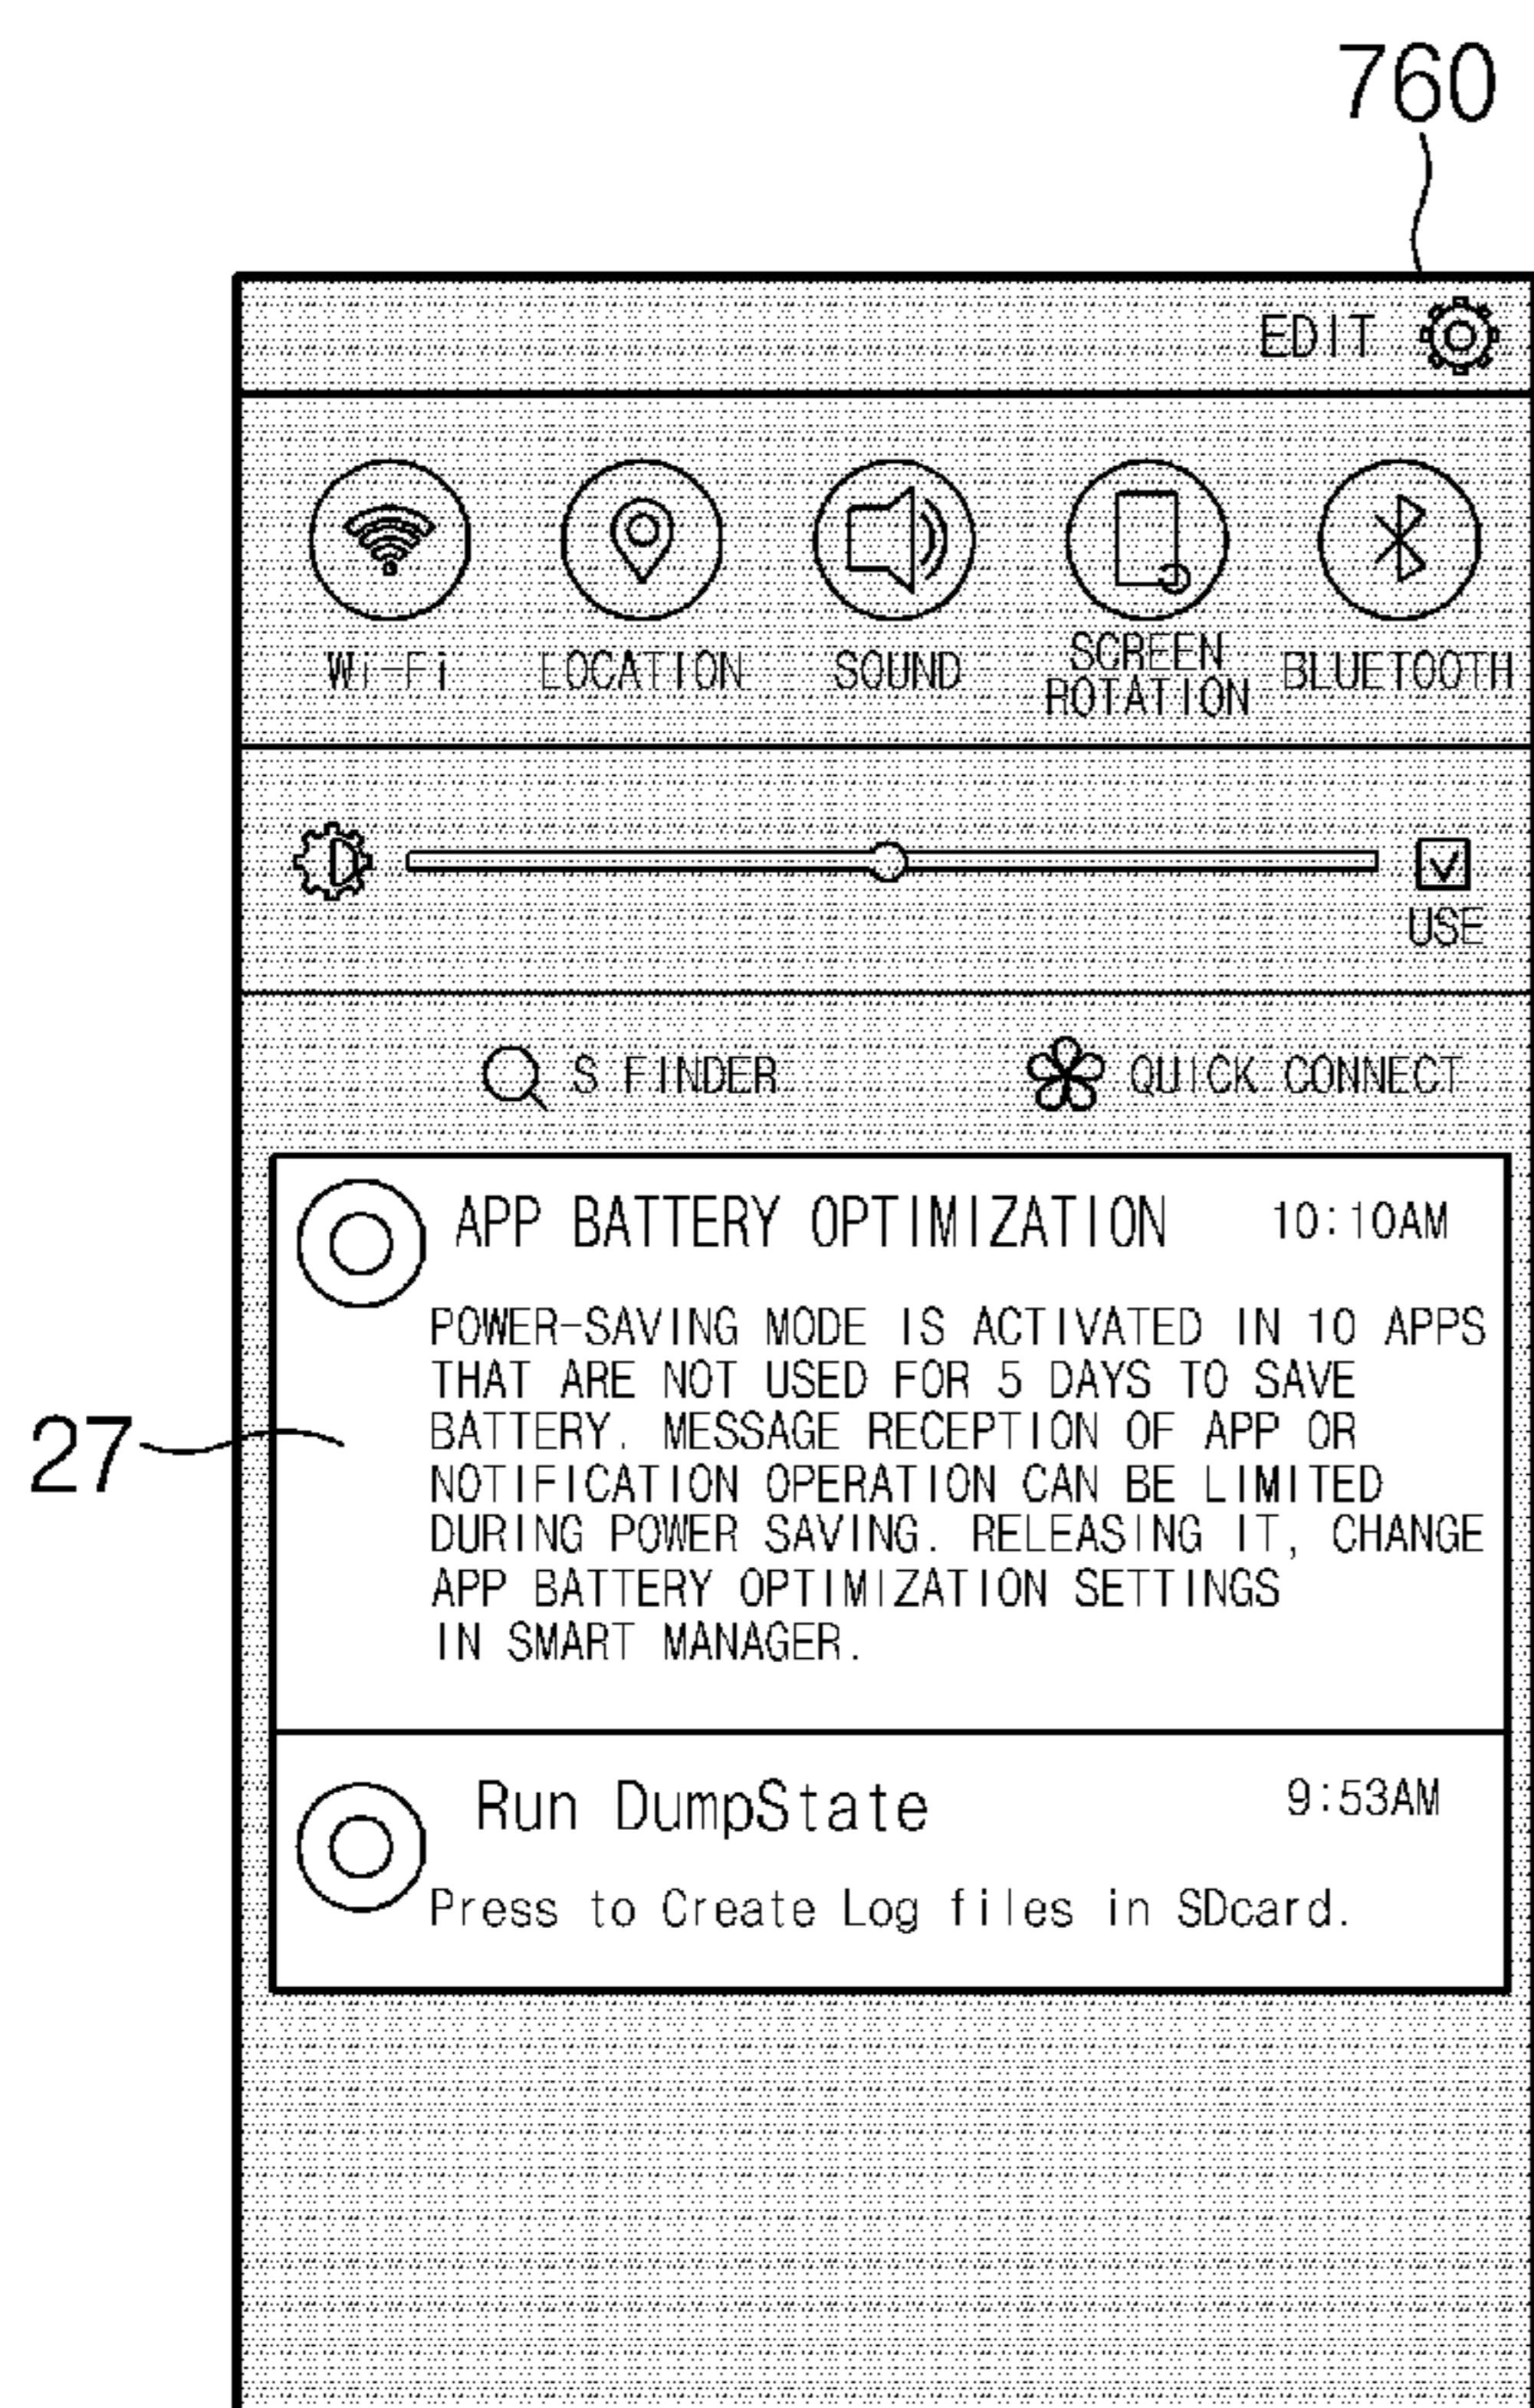 760
EDIT
Wi-Fi LOCATION SOUND SCREEN ROTATION BLUETOOTH
USE
S FINDER QUICK CONNECT
APP BATTERY OPTIMIZATION 10:10AM
POWER-SAVING MODE IS ACTIVATED IN 10 APPS
THAT ARE NOT USED FOR 5 DAYS TO SAVE
BATTERY. MESSAGE RECEPTION OF APP OR
NOTIFICATION OPERATION CAN BE LIMITED
DURING POWER SAVING. RELEASING IT, CHANGE
APP BATTERY OPTIMIZATION SETTINGS
IN SMART MANAGER.
27
Run DumpState 9:53AM
Press to Create Log files in SDcard.